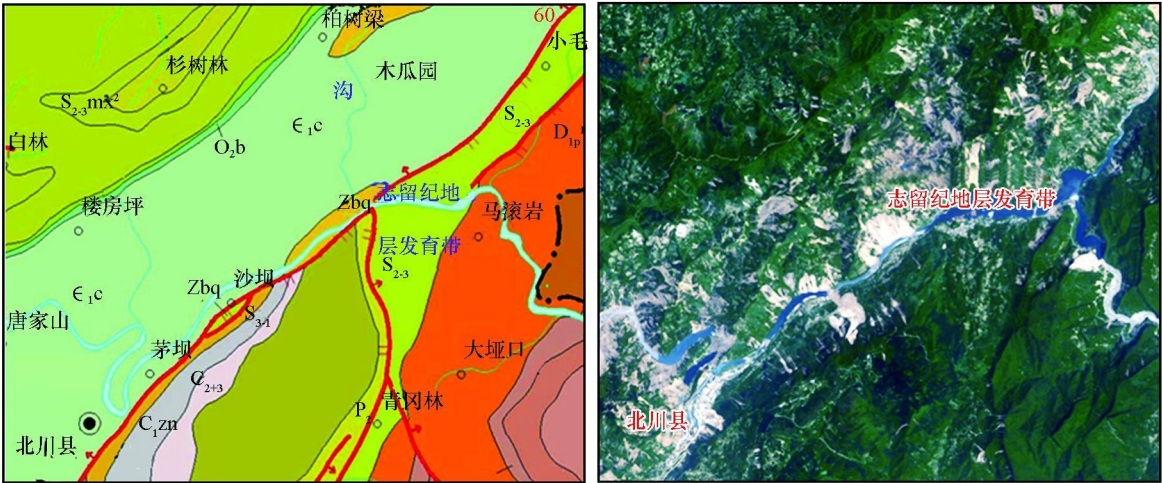 柏树梁
60
小毛
杉树林
木瓜园
沟
S₂₋₃mx²
S₂₋₃
Є₁c
D₁p
白林
O₂b
志留纪地
楼房坪
Zbq
马滚岩
层发育带
S₂₋₃
沙坝
Zbq
Є₁c
S₃₋₁
唐家山
茅坝
大垭口
C₂₊₃
青冈林
P₃
C₁zn
北川县
志留纪地层发育带
北川县